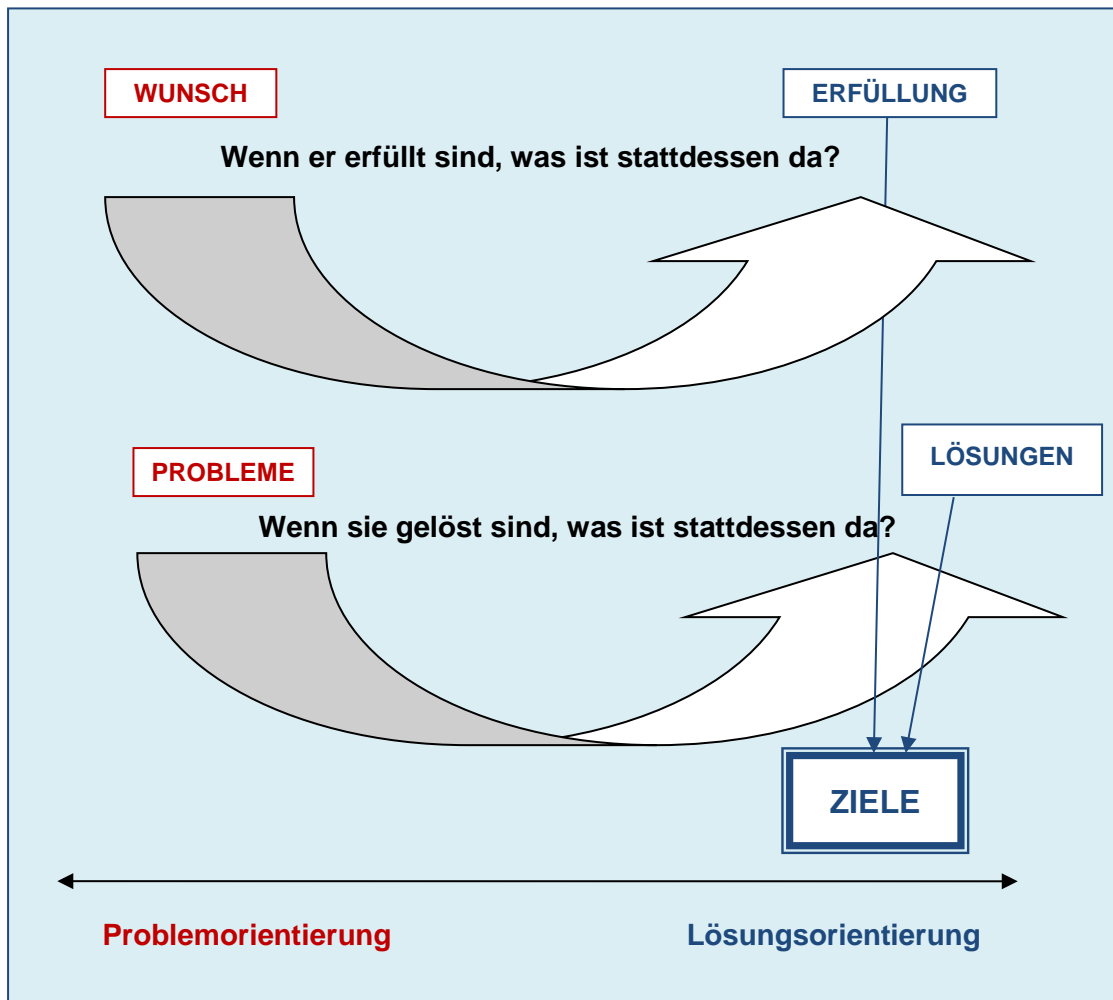 WUNSCH
ERFÜLLUNG
Wenn er erfüllt sind, was ist stattdessen da?
PROBLEME
LÖSUNGEN
Wenn sie gelöst sind, was ist stattdessen da?
ZIELE
Problemorientierung
Lösungsorientierung